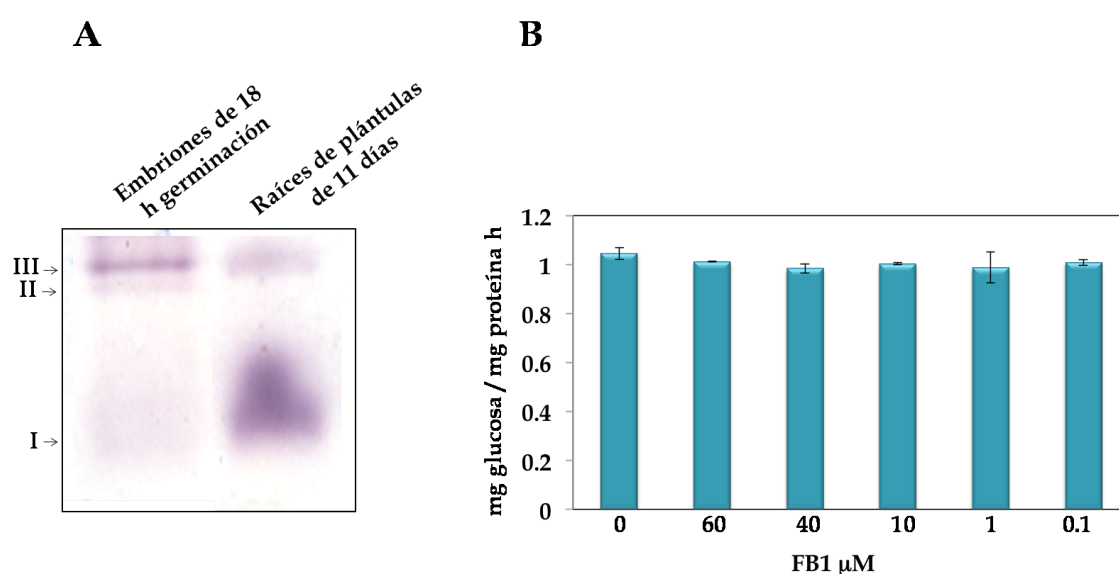 A
Embriones de 18
h germinación
Raíces de plántulas
de 11 días
III→
II→
I→
B
mg glucosa / mg proteína h
1.2
1
0.8
0.6
0.4
0.2
0
0 60 40 10 1 0.1
FB1 µM